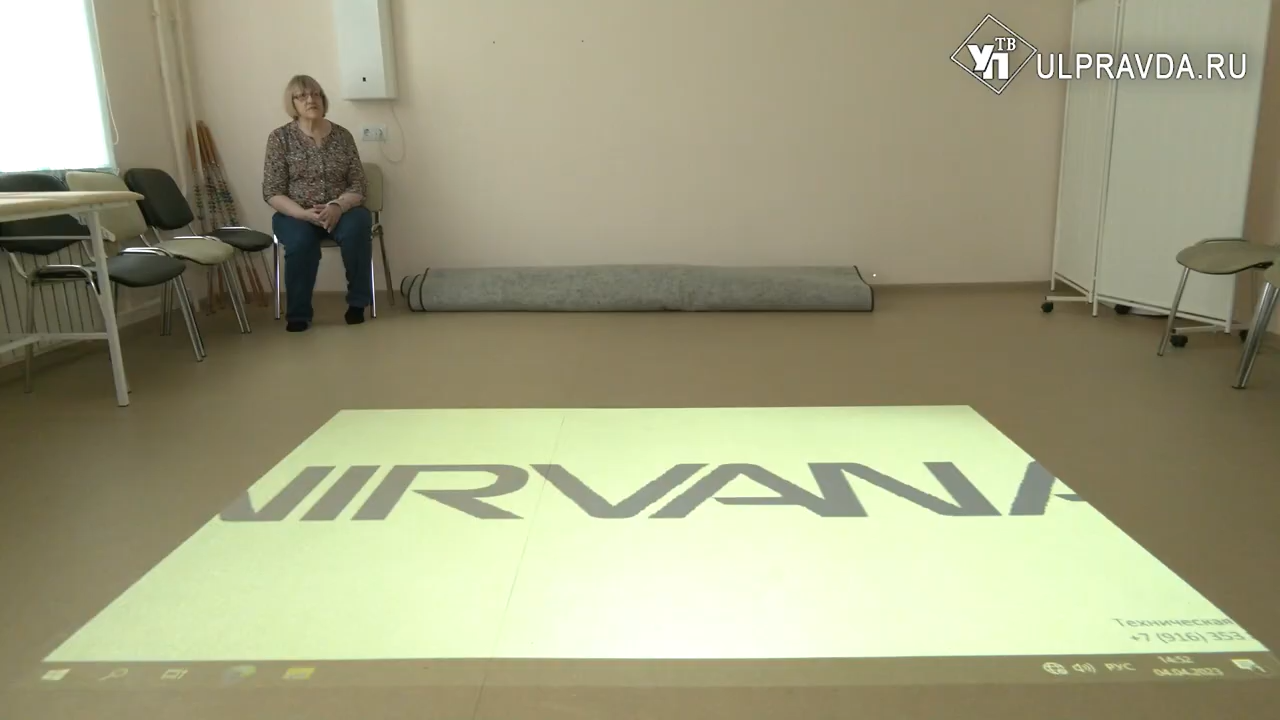 УП ТВ
ULPRAVDA.RU
NIRVANA
Техническая
+7 (916) 353
РУС
14:52
04.04.2023